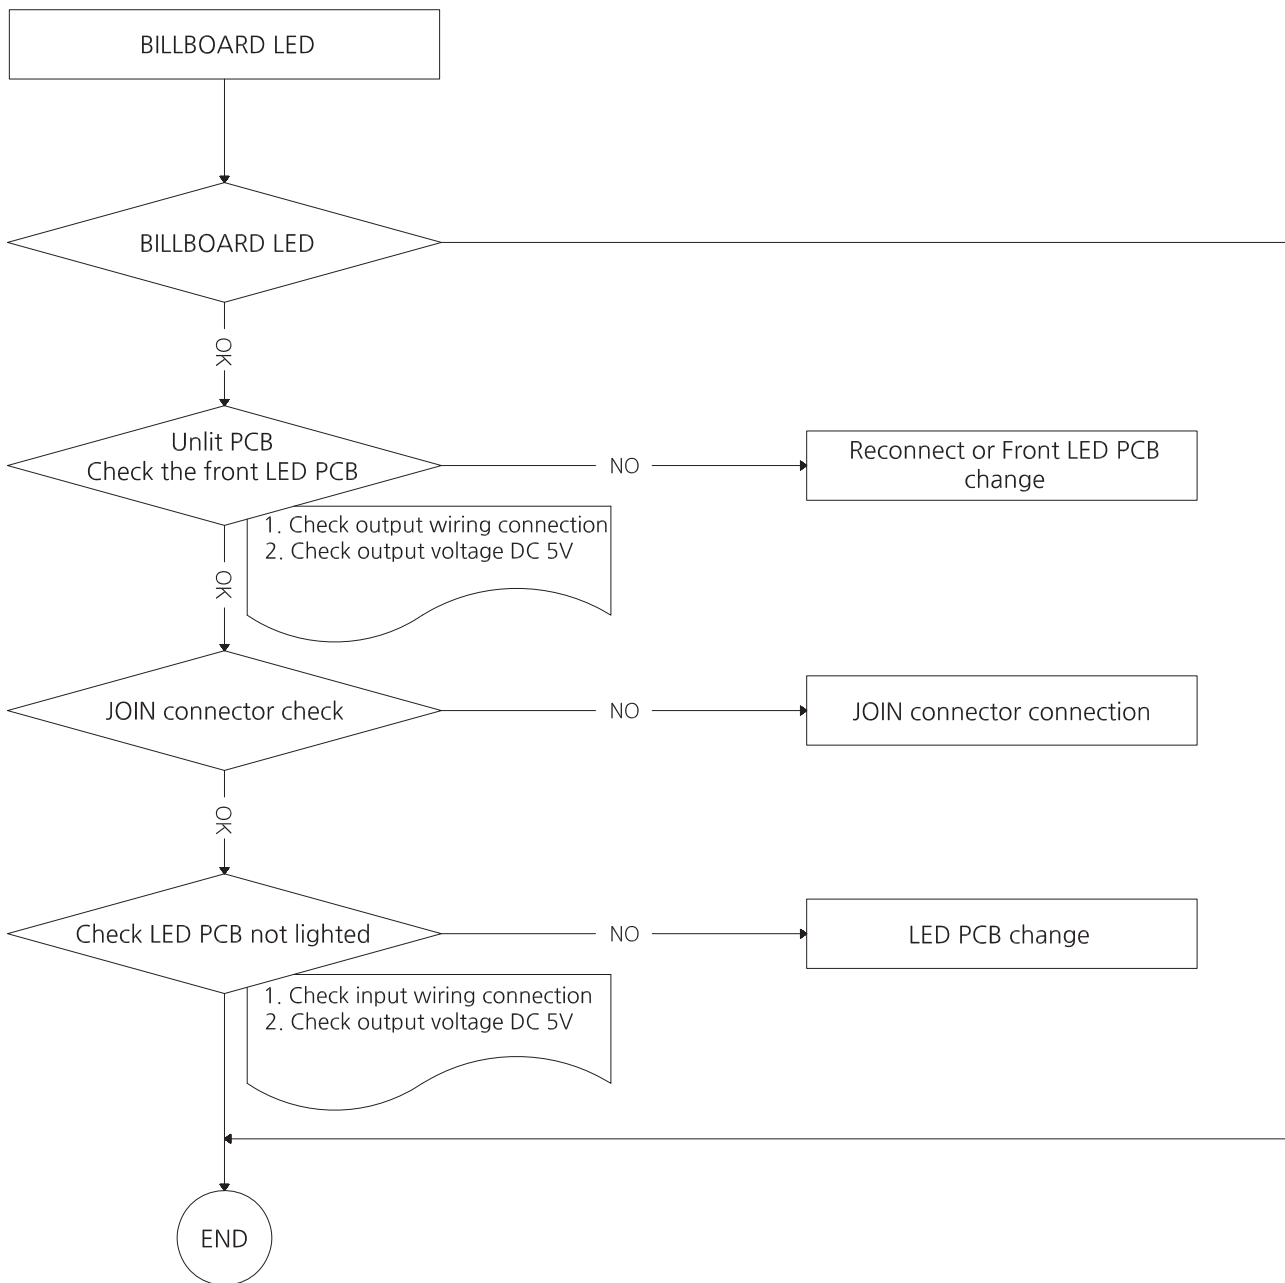 BILLBOARD LED
BILLBOARD LED
OK
Unlit PCB
Check the front LED PCB
NO
Reconnect or Front LED PCB
change
1. Check output wiring connection
2. Check output voltage DC 5V
OK
JOIN connector check
NO
JOIN connector connection
OK
Check LED PCB not lighted
NO
LED PCB change
1. Check input wiring connection
2. Check output voltage DC 5V
END